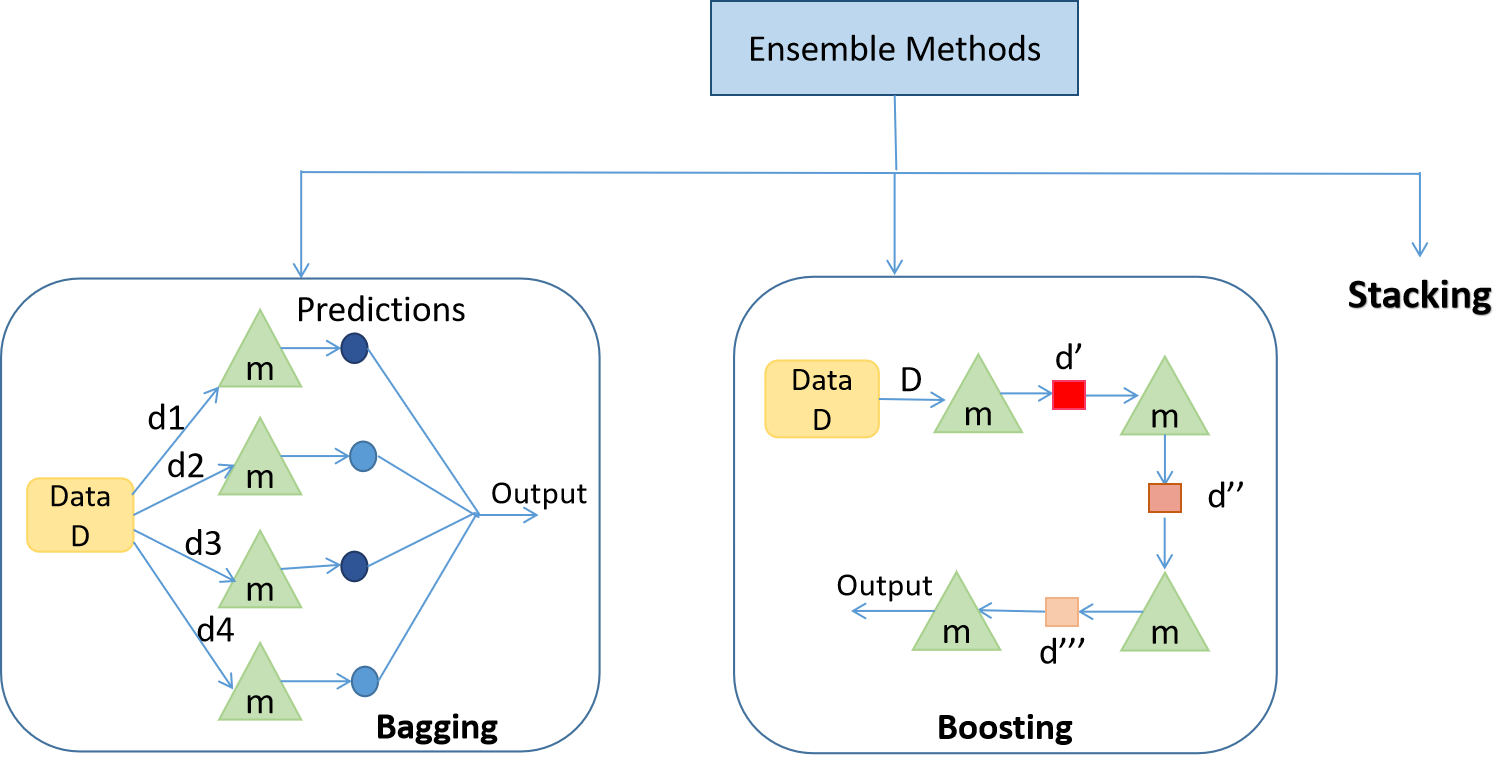 Ensemble Methods
Stacking
Predictions
m
d1
m
d2
Data
D
Output
d3
m
d4
m
Bagging
Data
D
D
m
d’
m
d’’
Output
m
d’’’
m
Boosting